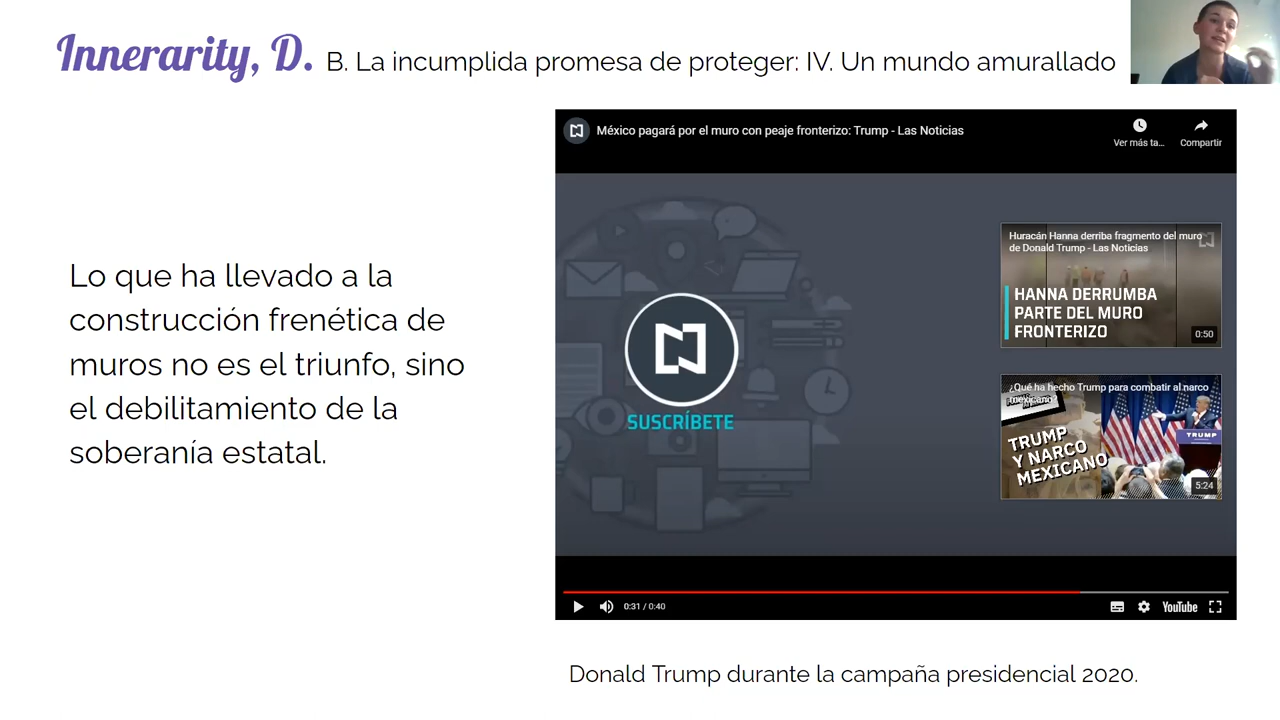 Innerarity, D. B. La incumplida promesa de proteger: IV. Un mundo amurallado
Lo que ha llevado a la
construcción frenética de
muros no es el triunfo, sino
el debilitamiento de la
soberanía estatal.
México pagará por el muro con peaje fronterizo: Trump - Las Noticias
Ver más ta...
Compartir
SUSCRÍBETE
Huracán Hanna derriba fragmento del muro
de Donald Trump - Las Noticias
HANNA DERRUMBA
PARTE DEL MURO
FRONTERIZO
0:50
¿Qué ha hecho Trump para combatir al narco
mexicano?
TRUMP
Y NARCO
MEXICANO
TRUMP
5:24
0:31 / 0:40
YouTube
Donald Trump durante la campaña presidencial 2020.